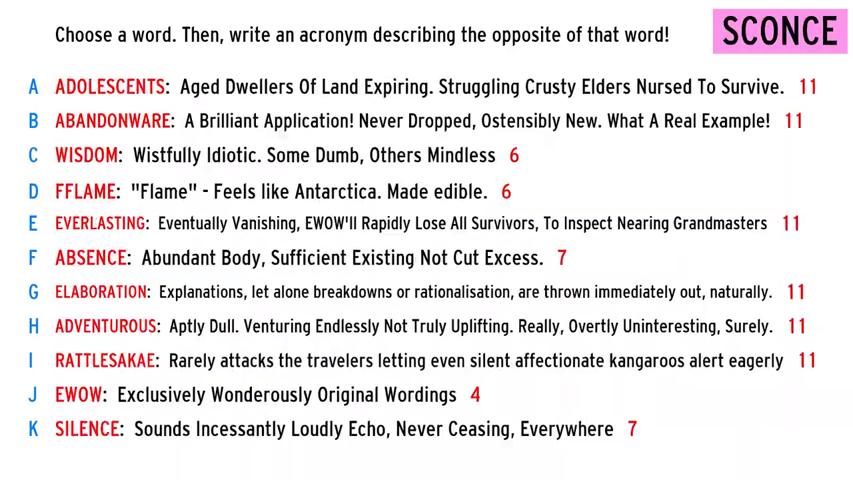 Choose a word. Then, write an acronym describing the opposite of that word!
SCONCE
A ADOLESCENTS: Aged Dwellers Of Land Expiring. Struggling Crusty Elders Nursed To Survive. 11
B ABANDONWARE: A Brilliant Application! Never Dropped, Ostensibly New. What A Real Example! 11
C WISDOM: Wistfully Idiotic. Some Dumb, Others Mindless 6
D FFLAME: "Flame" - Feels like Antarctica. Made edible. 6
E EVERLASTING: Eventually Vanishing, EWOW'll Rapidly Lose All Survivors, To Inspect Nearing Grandmasters 11
F ABSENCE: Abundant Body, Sufficient Existing Not Cut Excess. 7
G ELABORATION: Explanations, let alone breakdowns or rationalisation, are thrown immediately out, naturally. 11
H ADVENTUROUS: Aptly Dull. Venturing Endlessly Not Truly Uplifting. Really, Overtly Uninteresting, Surely. 11
I RATTLESAKAE: Rarely attacks the travelers letting even silent affectionate kangaroos alert eagerly 11
J EWOW: Exclusively Wonderously Original Wordings 4
K SILENCE: Sounds Incessantly Loudly Echo, Never Ceasing, Everywhere 7